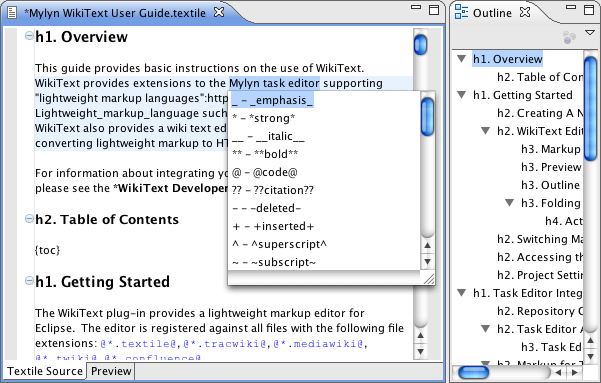 *Mylyn WikiText User Guide.textile
h1. Overview
This guide provides basic instructions on the use of WikiText.
WikiText provides extensions to the Mylyn task editor supporting
"lightweight markup languages":http
Lightweight_markup_language such
WikiText also provides a wiki text ed
converting lightweight markup to HT
For information about integrating yo
please see the *WikiText Develope
h2. Table of Contents
{toc}
h1. Getting Started
The WikiText plug-in provides a lightweight markup editor for
Eclipse.  The editor is registered against all files with the following file
extensions: @*.textile@, @*.tracwiki@, @*.mediawiki@,
@*.twiki@, @*.confluence@
_ - _emphasis_
* - *strong*
__ - __italic__
** - **bold**
@ - @code@
?? - ??citation??
- - -deleted-
+ - +inserted+
^ - ^superscript^
~ - ~subscript~
Textile Source
Preview
Outline
h1. Overview
h2. Table of Con
h1. Getting Started
h2. Creating A N
h2. WikiText Edi
h3. Markup
h3. Preview
h3. Outline
h3. Folding
h4. Act
h2. Switching Ma
h2. Accessing th
h2. Project Settin
h1. Task Editor Integ
h2. Repository C
h2. Task Editor A
h3. Task Ed
h2. Markup for T